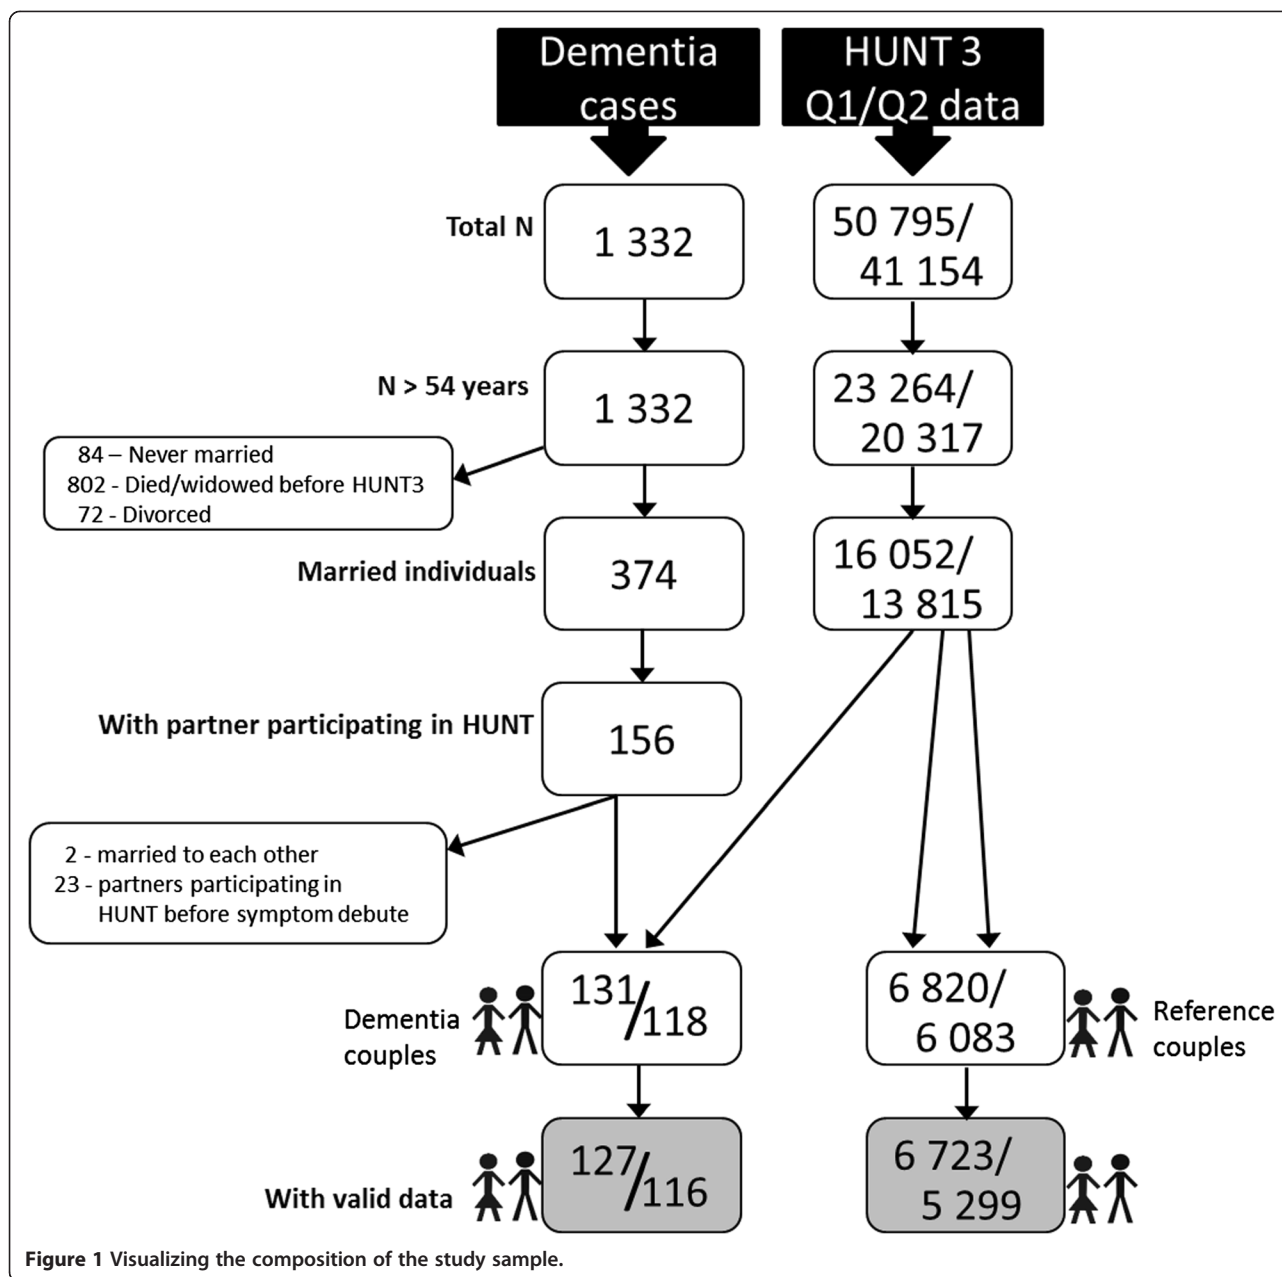 Dementia
cases
HUNT 3
Q1/Q2 data
Total N
1 332
50 795/
41 154
N > 54 years
1 332
23 264/
20 317
84 – Never married
802 - Died/widowed before HUNT3
72 - Divorced
Married individuals
374
16 052/
13 815
With partner participating in HUNT
156
2 - married to each other
23 - partners participating in
HUNT before symptom debute
Dementia
couples
131/118
6 820/
6 083
Reference
couples
With valid data
127/116
6 723/
5 299
Figure 1 Visualizing the composition of the study sample.